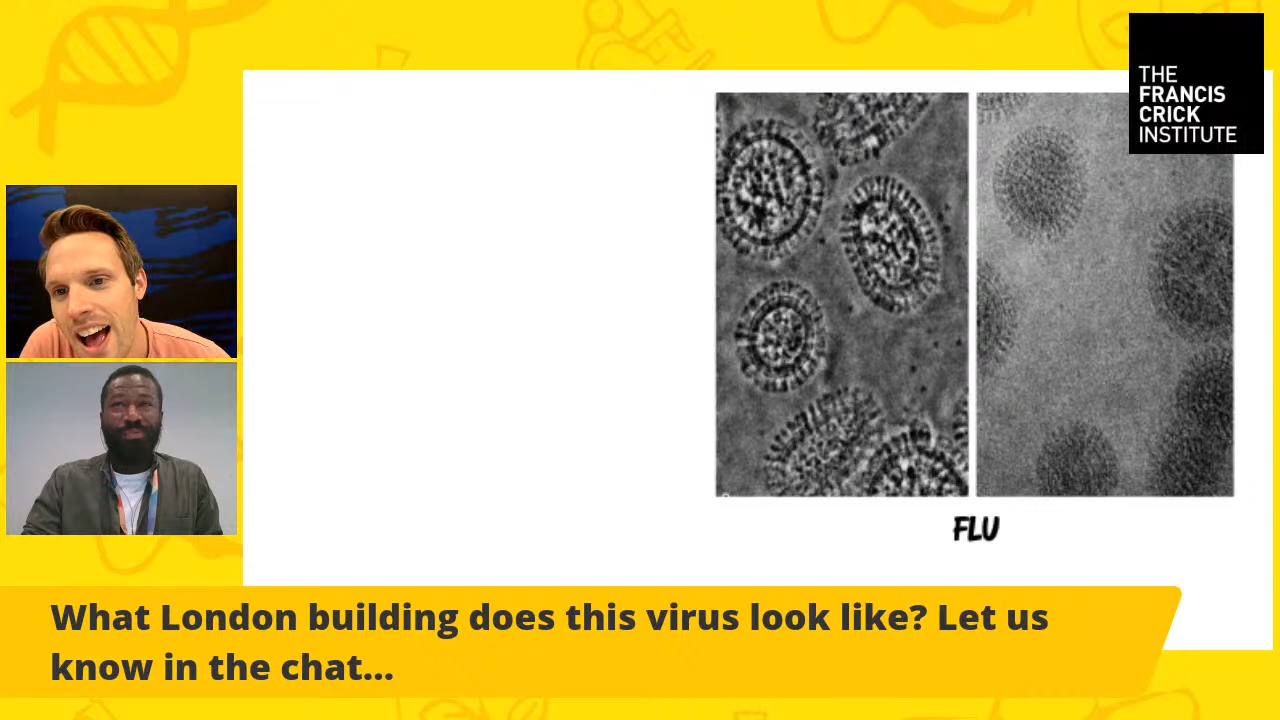 THE
FRANCIS
CRICK
INSTITUTE
FLU
What London building does this virus look like? Let us
know in the chat...